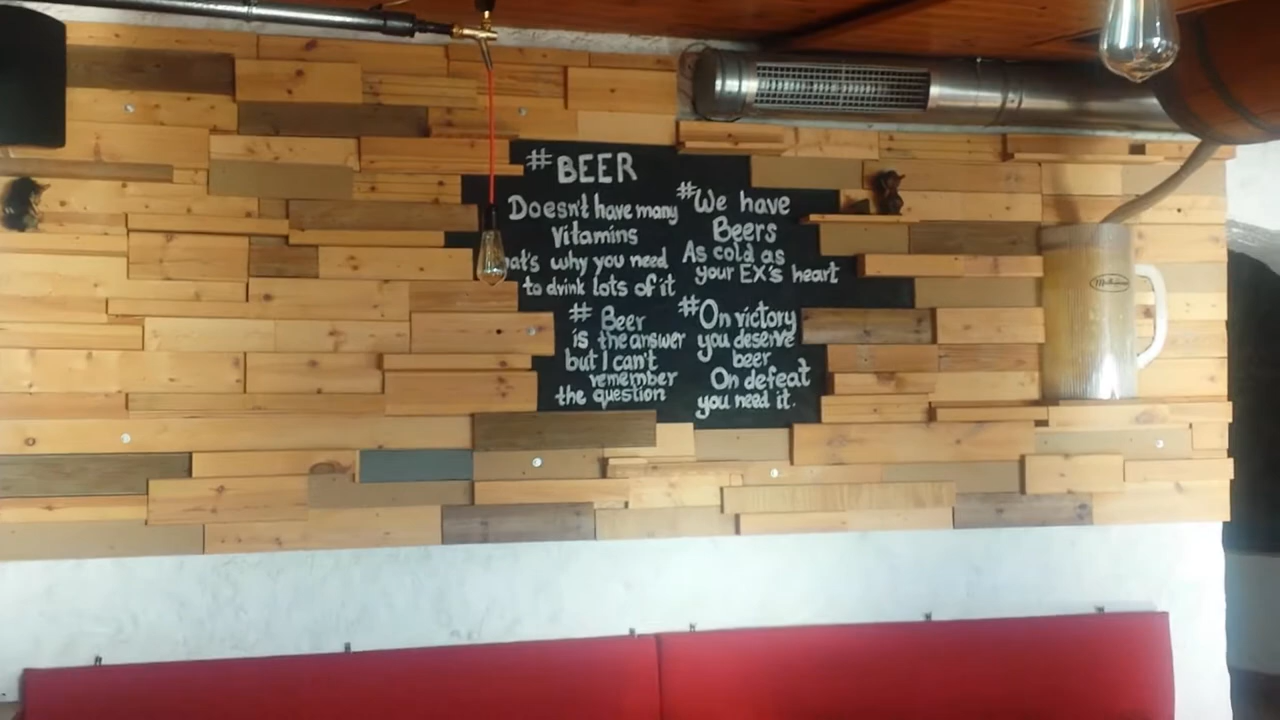 #BEER
Doesn't have many
Vitamins
hat's why you need
to drink lots of it
#We have
Beers
As cold as
your EX's heart
# Beer
is the answer
but I can't
remember
the question
#On victory
you deserve
beer
On defeat
you need it.